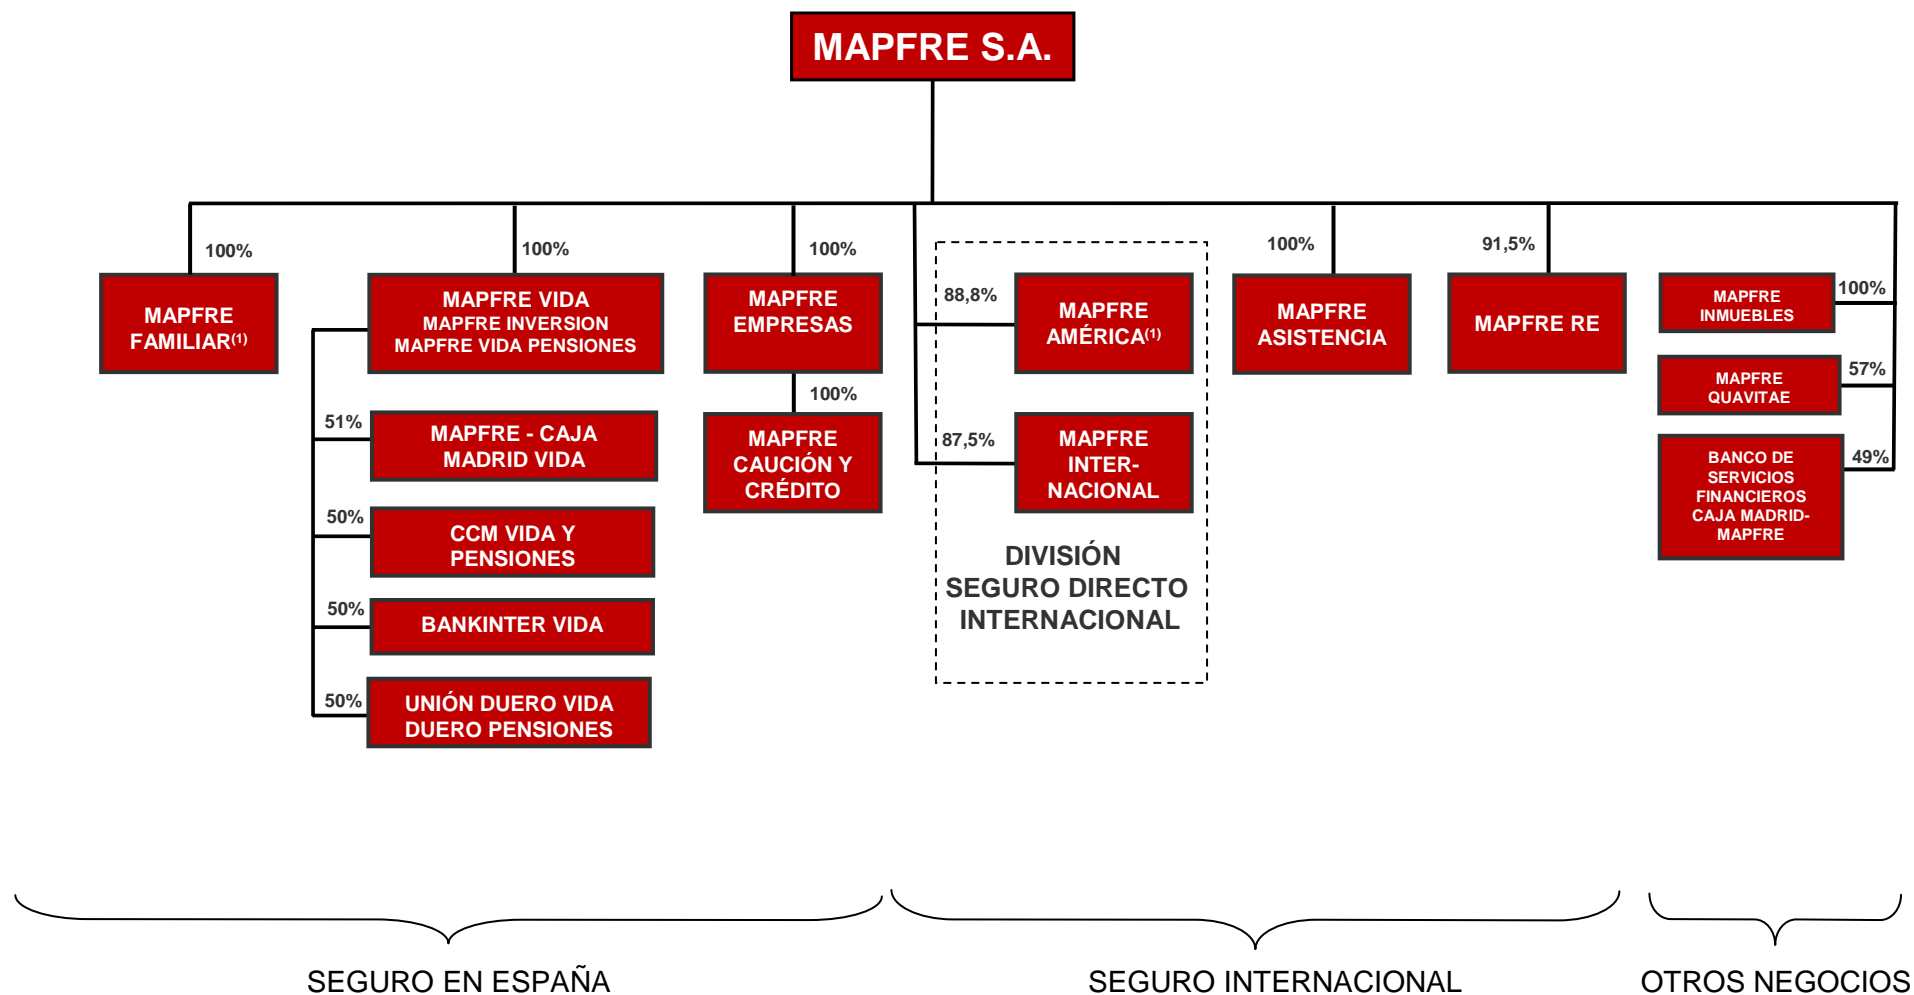 MAPFRE S.A.
100%
MAPFRE
FAMILIAR(1)
100%
MAPFRE VIDA
MAPFRE INVERSION
MAPFRE VIDA PENSIONES
51%
MAPFRE - CAJA
MADRID VIDA
50%
CCM VIDA Y
PENSIONES
50%
BANKINTER VIDA
50%
UNIÓN DUERO VIDA
DUERO PENSIONES
100%
MAPFRE
EMPRESAS
100%
MAPFRE
CAUCIÓN Y
CRÉDITO
88,8%
MAPFRE
AMÉRICA(1)
87,5%
MAPFRE
INTER-
NACIONAL
DIVISIÓN
SEGURO DIRECTO
INTERNACIONAL
100%
MAPFRE
ASISTENCIA
91,5%
MAPFRE RE
100%
MAPFRE
INMUEBLES
57%
MAPFRE
QUAVITAE
49%
BANCO DE
SERVICIOS
FINANCIEROS
CAJA MADRID-
MAPFRE
SEGURO EN ESPAÑA
SEGURO INTERNACIONAL
OTROS NEGOCIOS